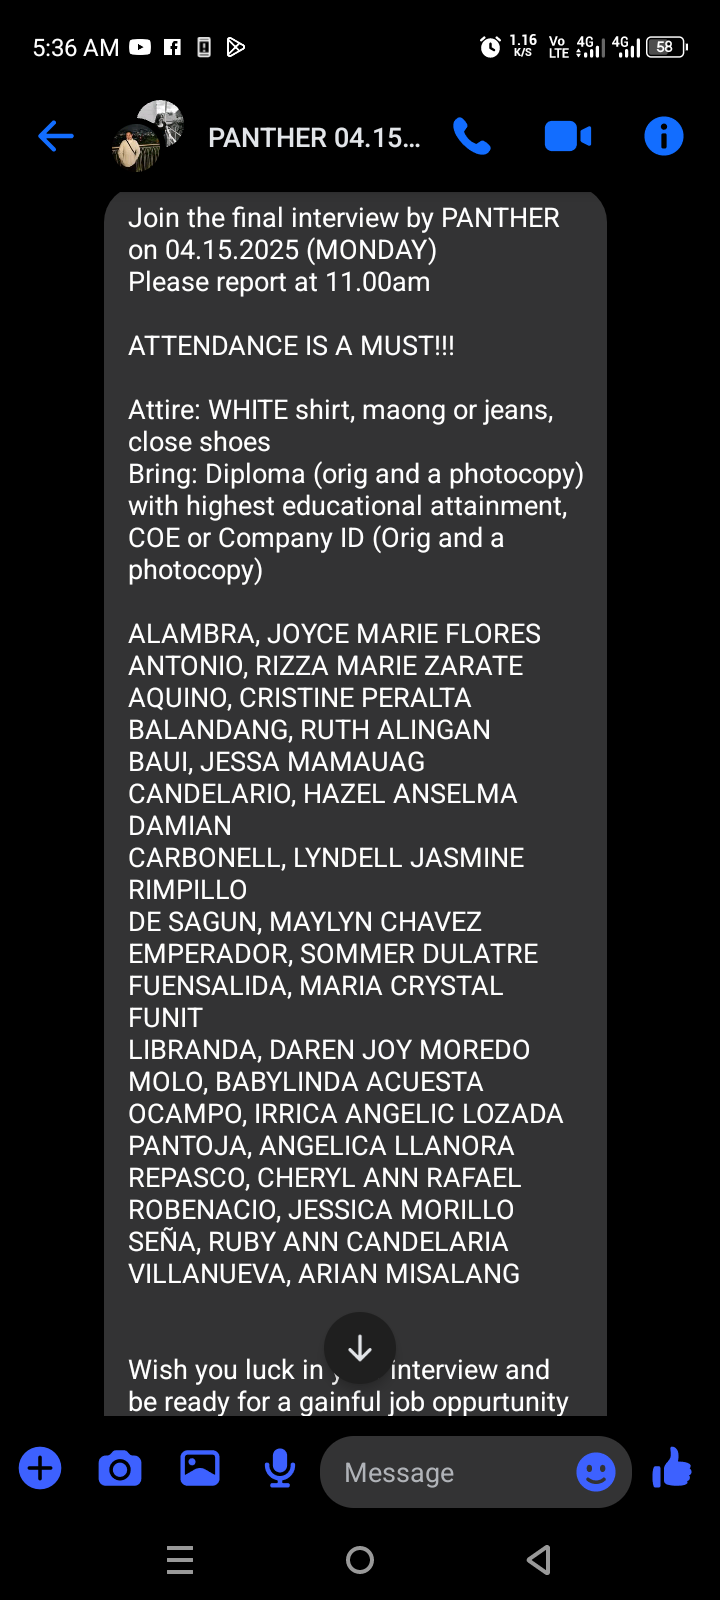 5:36 AM
1.16 K/S Vo LTE 4G 4G 58
PANTHER 04.15...
Join the final interview by PANTHER
on 04.15.2025 (MONDAY)
Please report at 11.00am
ATTENDANCE IS A MUST!!!
Attire: WHITE shirt, maong or jeans,
close shoes
Bring: Diploma (orig and a photocopy)
with highest educational attainment,
COE or Company ID (Orig and a
photocopy)
ALAMBRA, JOYCE MARIE FLORES
ANTONIO, RIZZA MARIE ZARATE
AQUINO, CRISTINE PERALTA
BALANDANG, RUTH ALINGAN
BAUI, JESSA MAMAUAG
CANDELARIO, HAZEL ANSELMA
DAMIAN
CARBONELL, LYNDELL JASMINE
RIMPILLO
DE SAGUN, MAYLYN CHAVEZ
EMPERADOR, SOMMER DULATRE
FUENSALIDA, MARIA CRYSTAL
FUNIT
LIBRANDA, DAREN JOY MOREDO
MOLO, BABYLINDA ACUESTA
OCAMPO, IRRICA ANGELIC LOZADA
PANTOJA, ANGELICA LLANORA
REPASCO, CHERYL ANN RAFAEL
ROBENACIO, JESSICA MORILLO
SEÑA, RUBY ANN CANDELARIA
VILLANUEVA, ARIAN MISALANG
Wish you luck in interview and
be ready for a gainful job oppurtunity
Message